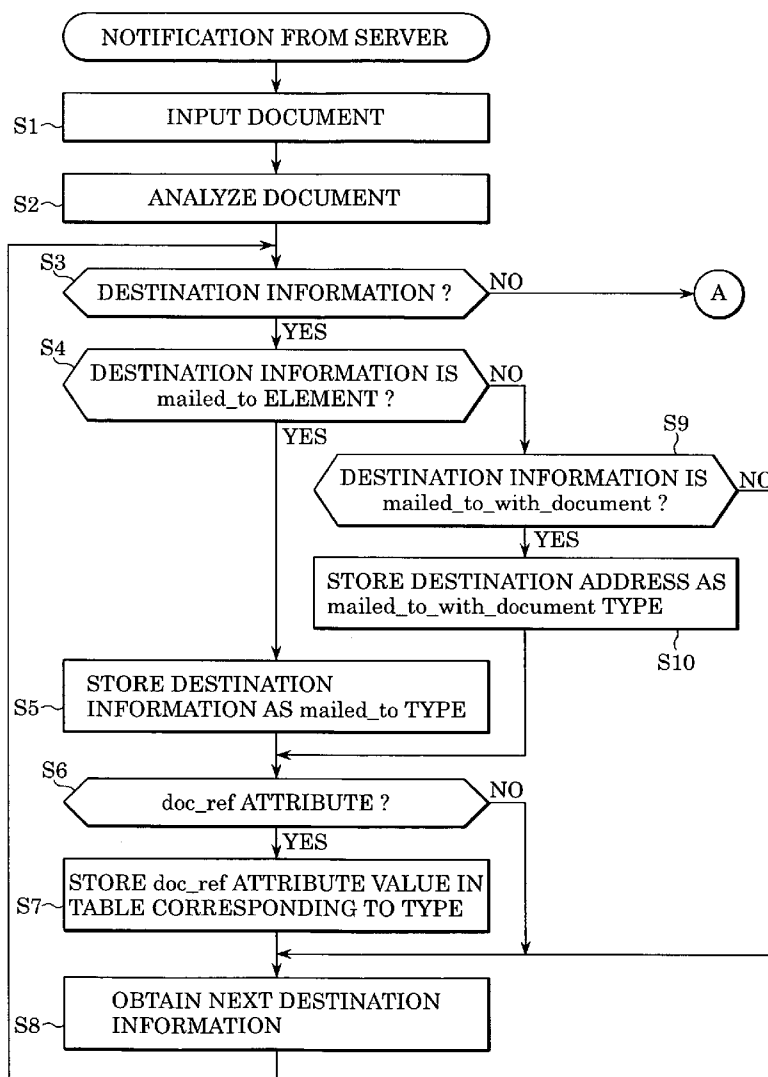 NOTIFICATION FROM SERVER
S1
INPUT DOCUMENT
S2
ANALYZE DOCUMENT
S3
DESTINATION INFORMATION ?
NO
A
YES
S4
DESTINATION INFORMATION IS
mailed_to ELEMENT ?
NO
YES
S9
DESTINATION INFORMATION IS
mailed_to_with_document ?
NO
YES
STORE DESTINATION ADDRESS AS
mailed_to_with_document TYPE
S10
S5
STORE DESTINATION
INFORMATION AS mailed_to TYPE
S6
doc_ref ATTRIBUTE ?
NO
YES
S7
STORE doc_ref ATTRIBUTE VALUE IN
TABLE CORRESPONDING TO TYPE
S8
OBTAIN NEXT DESTINATION
INFORMATION